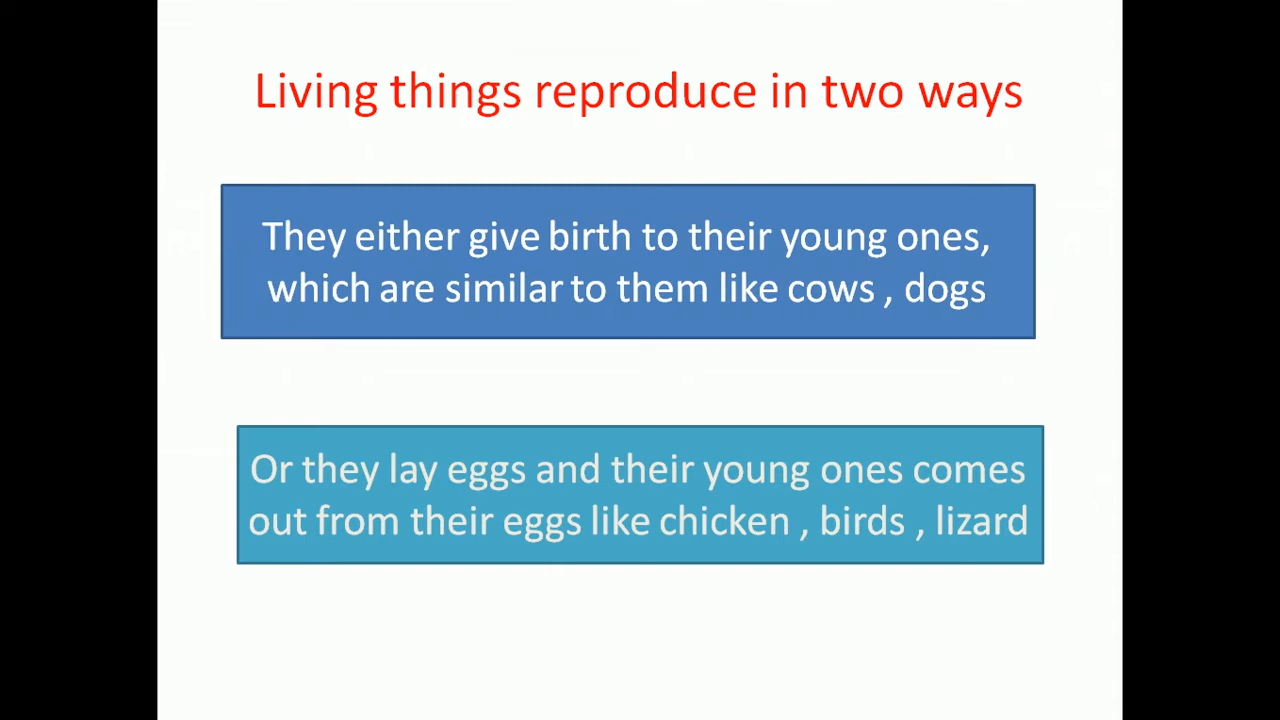 Living things reproduce in two ways
They either give birth to their young ones,
which are similar to them like cows , dogs
Or they lay eggs and their young ones comes
out from their eggs like chicken , birds , lizard